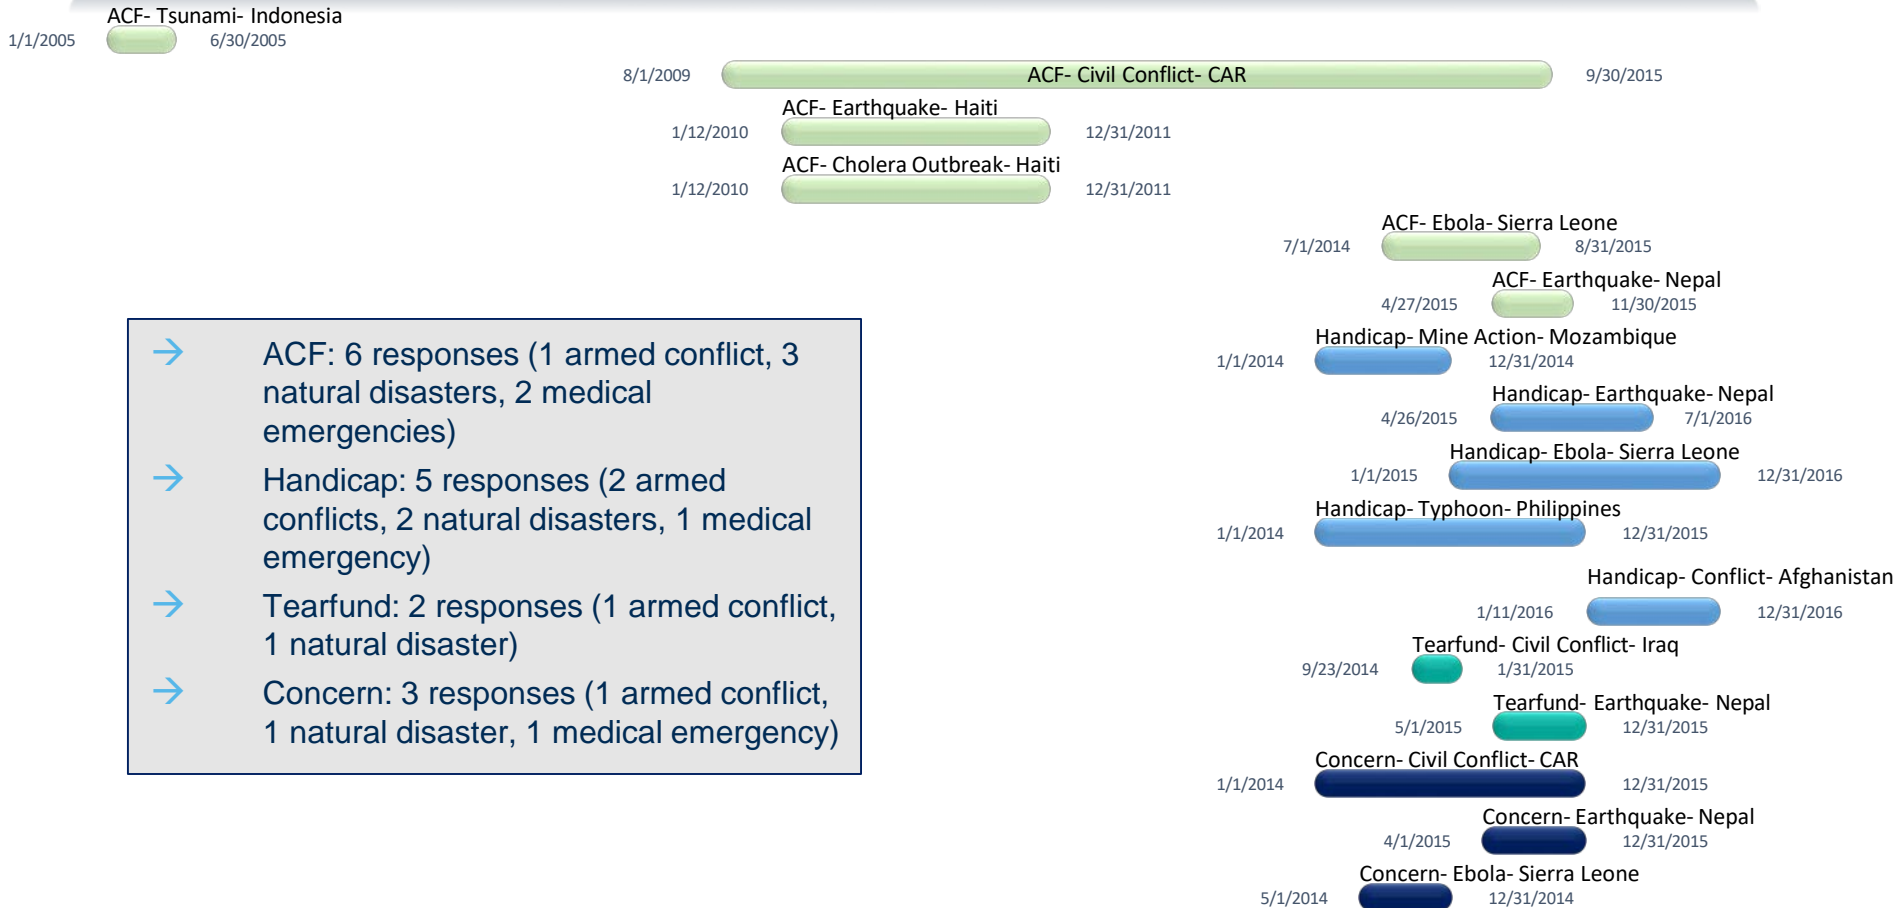 ACF- Tsunami- Indonesia
1/1/2005 6/30/2005
8/1/2009 ACF- Civil Conflict- CAR 9/30/2015
ACF- Earthquake- Haiti
1/12/2010 12/31/2011
ACF- Cholera Outbreak- Haiti
1/12/2010 12/31/2011
ACF- Ebola- Sierra Leone
7/1/2014 8/31/2015
ACF- Earthquake- Nepal
4/27/2015 11/30/2015
Handicap- Mine Action- Mozambique
1/1/2014 12/31/2014
Handicap- Earthquake- Nepal
4/26/2015 7/1/2016
Handicap- Ebola- Sierra Leone
1/1/2015 12/31/2016
Handicap- Typhoon- Philippines
1/1/2014 12/31/2015
Handicap- Conflict- Afghanistan
1/11/2016 12/31/2016
Tearfund- Civil Conflict- Iraq
9/23/2014 1/31/2015
Tearfund- Earthquake- Nepal
5/1/2015 12/31/2015
Concern- Civil Conflict- CAR
1/1/2014 12/31/2015
Concern- Earthquake- Nepal
4/1/2015 12/31/2015
Concern- Ebola- Sierra Leone
5/1/2014 12/31/2014
→ ACF: 6 responses (1 armed conflict, 3
natural disasters, 2 medical
emergencies)
→ Handicap: 5 responses (2 armed
conflicts, 2 natural disasters, 1 medical
emergency)
→ Tearfund: 2 responses (1 armed conflict,
1 natural disaster)
→ Concern: 3 responses (1 armed conflict,
1 natural disaster, 1 medical emergency)